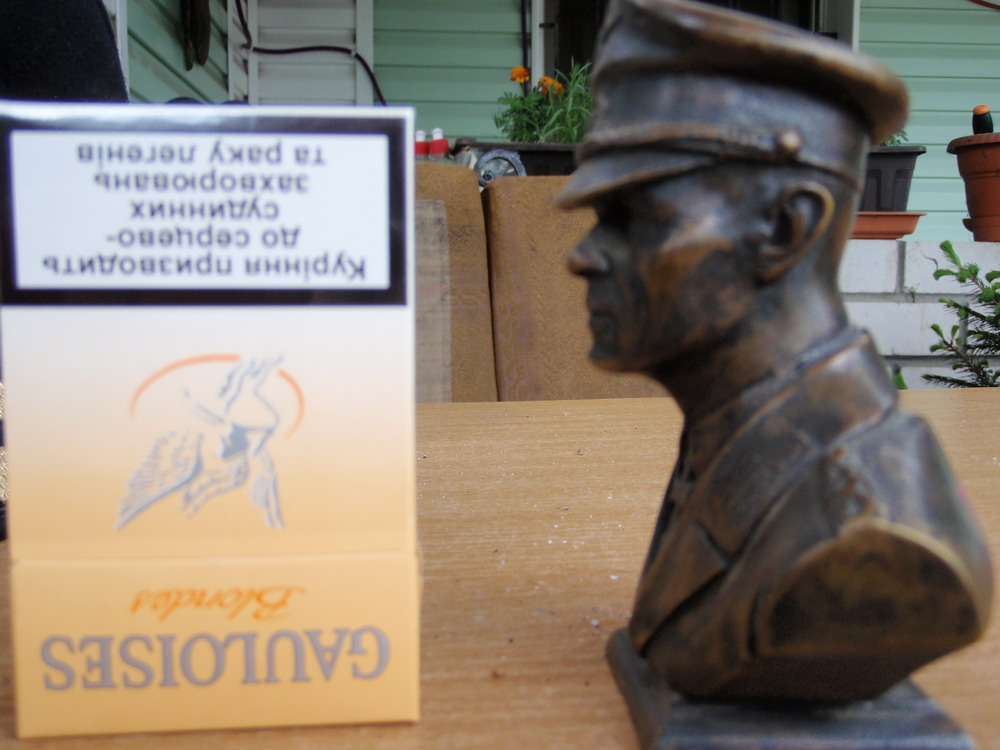 GAULOISES
Blondes
Куріння призводить
до серцево-
судинних
захворювань
та раку легенів